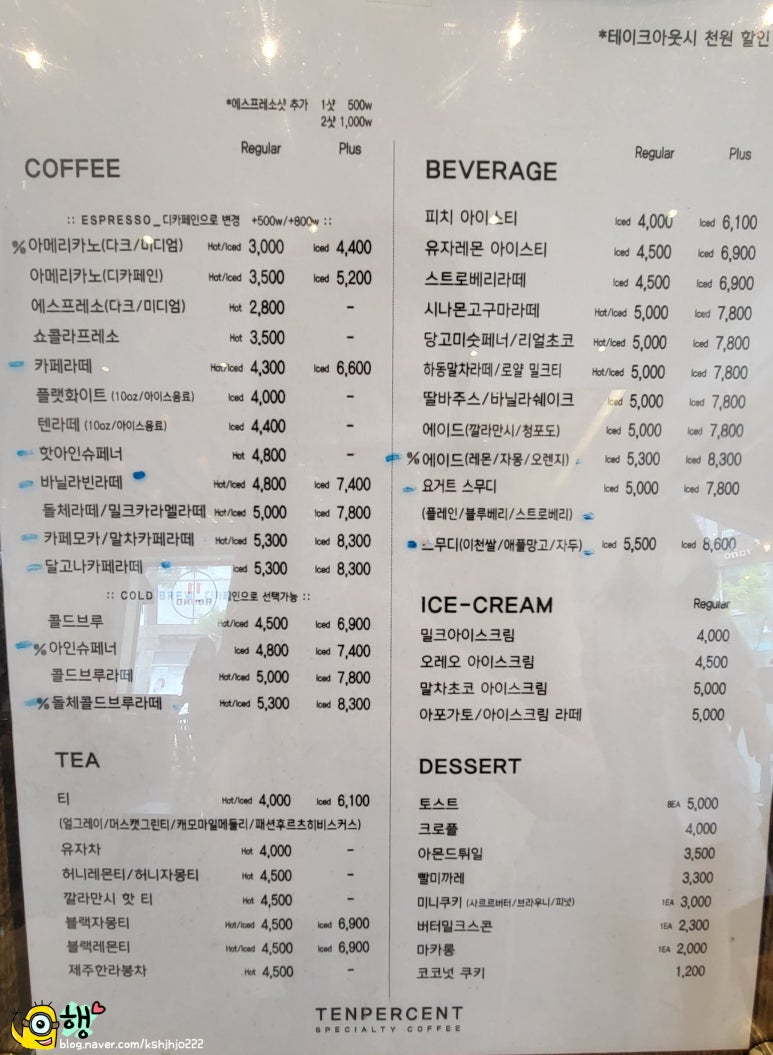 *테이크아웃시 천원 할인
*에스프레소샷 추가 1샷 500w
2샷 1,000w
COFFEE Regular Plus
:: ESPRESSO_디카페인으로 변경 +500w/+800w ::
%아메리카노(다크/미디엄) Hot/Iced 3,000 Iced 4,400
아메리카노(디카페인) Hot/Iced 3,500 Iced 5,200
에스프레소(다크/미디엄) Hot 2,800 -
쇼콜라프레소 Hot 3,500 -
카페라떼 Hot/Iced 4,300 Iced 6,600
플랫화이트 (10oz/아이스음료) Iced 4,000 -
텐라떼 (10oz/아이스음료) Iced 4,400 -
핫아인슈페너 Hot 4,800 -
바닐라빈라떼 Hot/Iced 4,800 Iced 7,400
돌체라떼/밀크카라멜라떼 Hot/Iced 5,000 Iced 7,800
카페모카/말차카페라떼 Hot/Iced 5,300 Iced 8,300
달고나카페라떼 Iced 5,300 Iced 8,300
:: COLD BREW 디카페인으로 선택가능 ::
콜드브루 Hot/Iced 4,500 Iced 6,900
%아인슈페너 Iced 4,800 Iced 7,400
콜드브루라떼 Hot/Iced 5,000 Iced 7,800
%돌체콜드브루라떼 Hot/Iced 5,300 Iced 8,300
TEA
티 Hot/Iced 4,000 Iced 6,100
(얼그레이/머스캣그린티/캐모마일메들리/패션후르츠히비스커스)
유자차 Hot 4,000 -
허니레몬티/허니자몽티 Hot 4,500 -
깔라만시 핫 티 Hot 4,500 -
블랙자몽티 Hot/Iced 4,500 Iced 6,900
블랙레몬티 Hot/Iced 4,500 Iced 6,900
제주한라봉차 Hot 4,500 -
BEVERAGE Regular Plus
피치 아이스티 Iced 4,000 Iced 6,100
유자레몬 아이스티 Iced 4,500 Iced 6,900
스트로베리라떼 Iced 4,500 Iced 6,900
시나몬고구마라떼 Hot/Iced 5,000 Iced 7,800
당고미숫페너/리얼초코 Hot/Iced 5,000 Iced 7,800
하동말차라떼/로얄 밀크티 Hot/Iced 5,000 Iced 7,800
딸바주스/바닐라쉐이크 Iced 5,000 Iced 7,800
에이드(깔라만시/청포도) Iced 5,000 Iced 7,800
%에이드(레몬/자몽/오렌지) Iced 5,300 Iced 8,300
요거트 스무디 Iced 5,000 Iced 7,800
(플레인/블루베리/스트로베리)
스무디(이천쌀/애플망고/자두) Iced 5,500 Iced 8,600
ICE-CREAM Regular
밀크아이스크림 4,000
오레오 아이스크림 4,500
말차초코 아이스크림 5,000
아포가토/아이스크림 라떼 5,000
DESSERT
토스트 8EA 5,000
크로플 4,000
아몬드튀일 3,500
빨미까레 3,300
미니쿠키 (사르르버터/브라우니/피넛) 1EA 3,000
버터밀크스콘 1EA 2,300
마카롱 1EA 2,000
코코넛 쿠키 1,200
TENPERCENT
SPECIALTY COFFEE
행
blog.naver.com/kshjhjo222